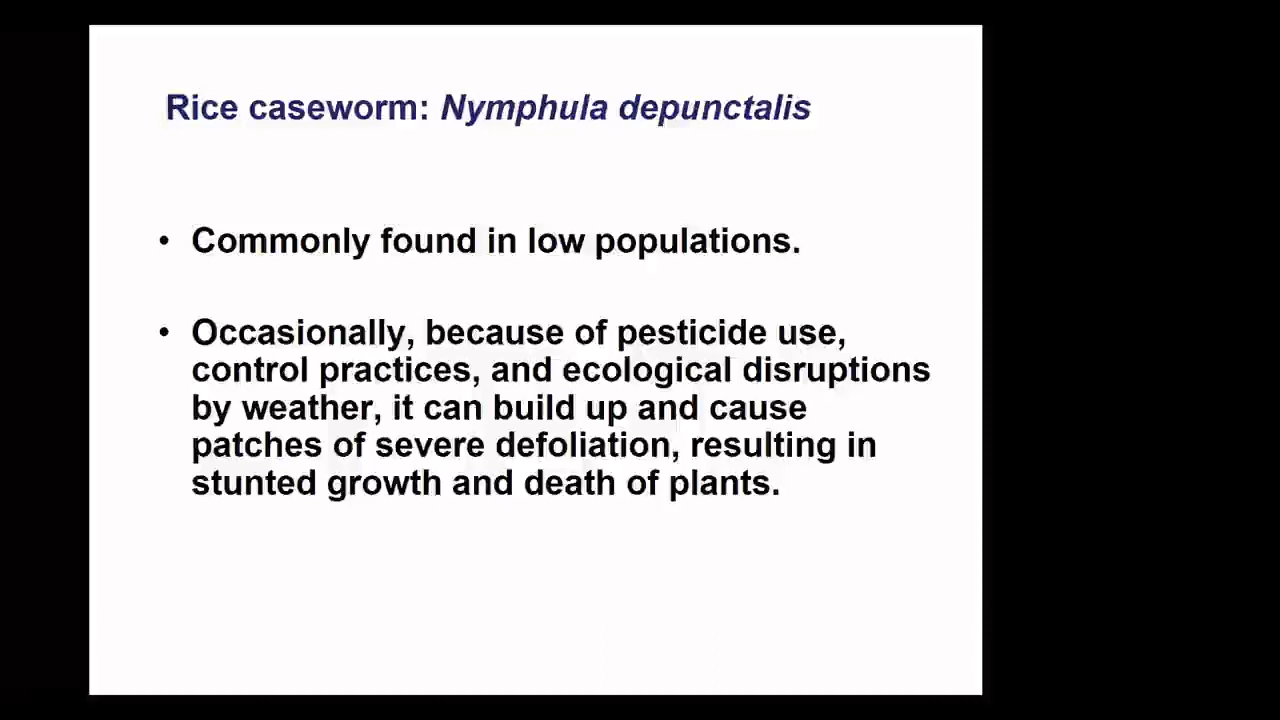 Rice caseworm: Nymphula depunctalis
• Commonly found in low populations.
• Occasionally, because of pesticide use,
control practices, and ecological disruptions
by weather, it can build up and cause
patches of severe defoliation, resulting in
stunted growth and death of plants.